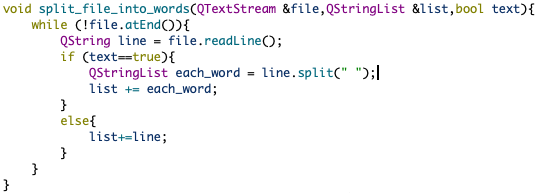 void split_file_into_words(QTextStream &file,QStringList &list,bool text){
    while (!file.atEnd()){
        QString line = file.readLine();
        if (text==true){
            QStringList each_word = line.split(" ");
            list += each_word;
        }
        else{
            list+=line;
        }
    }
}